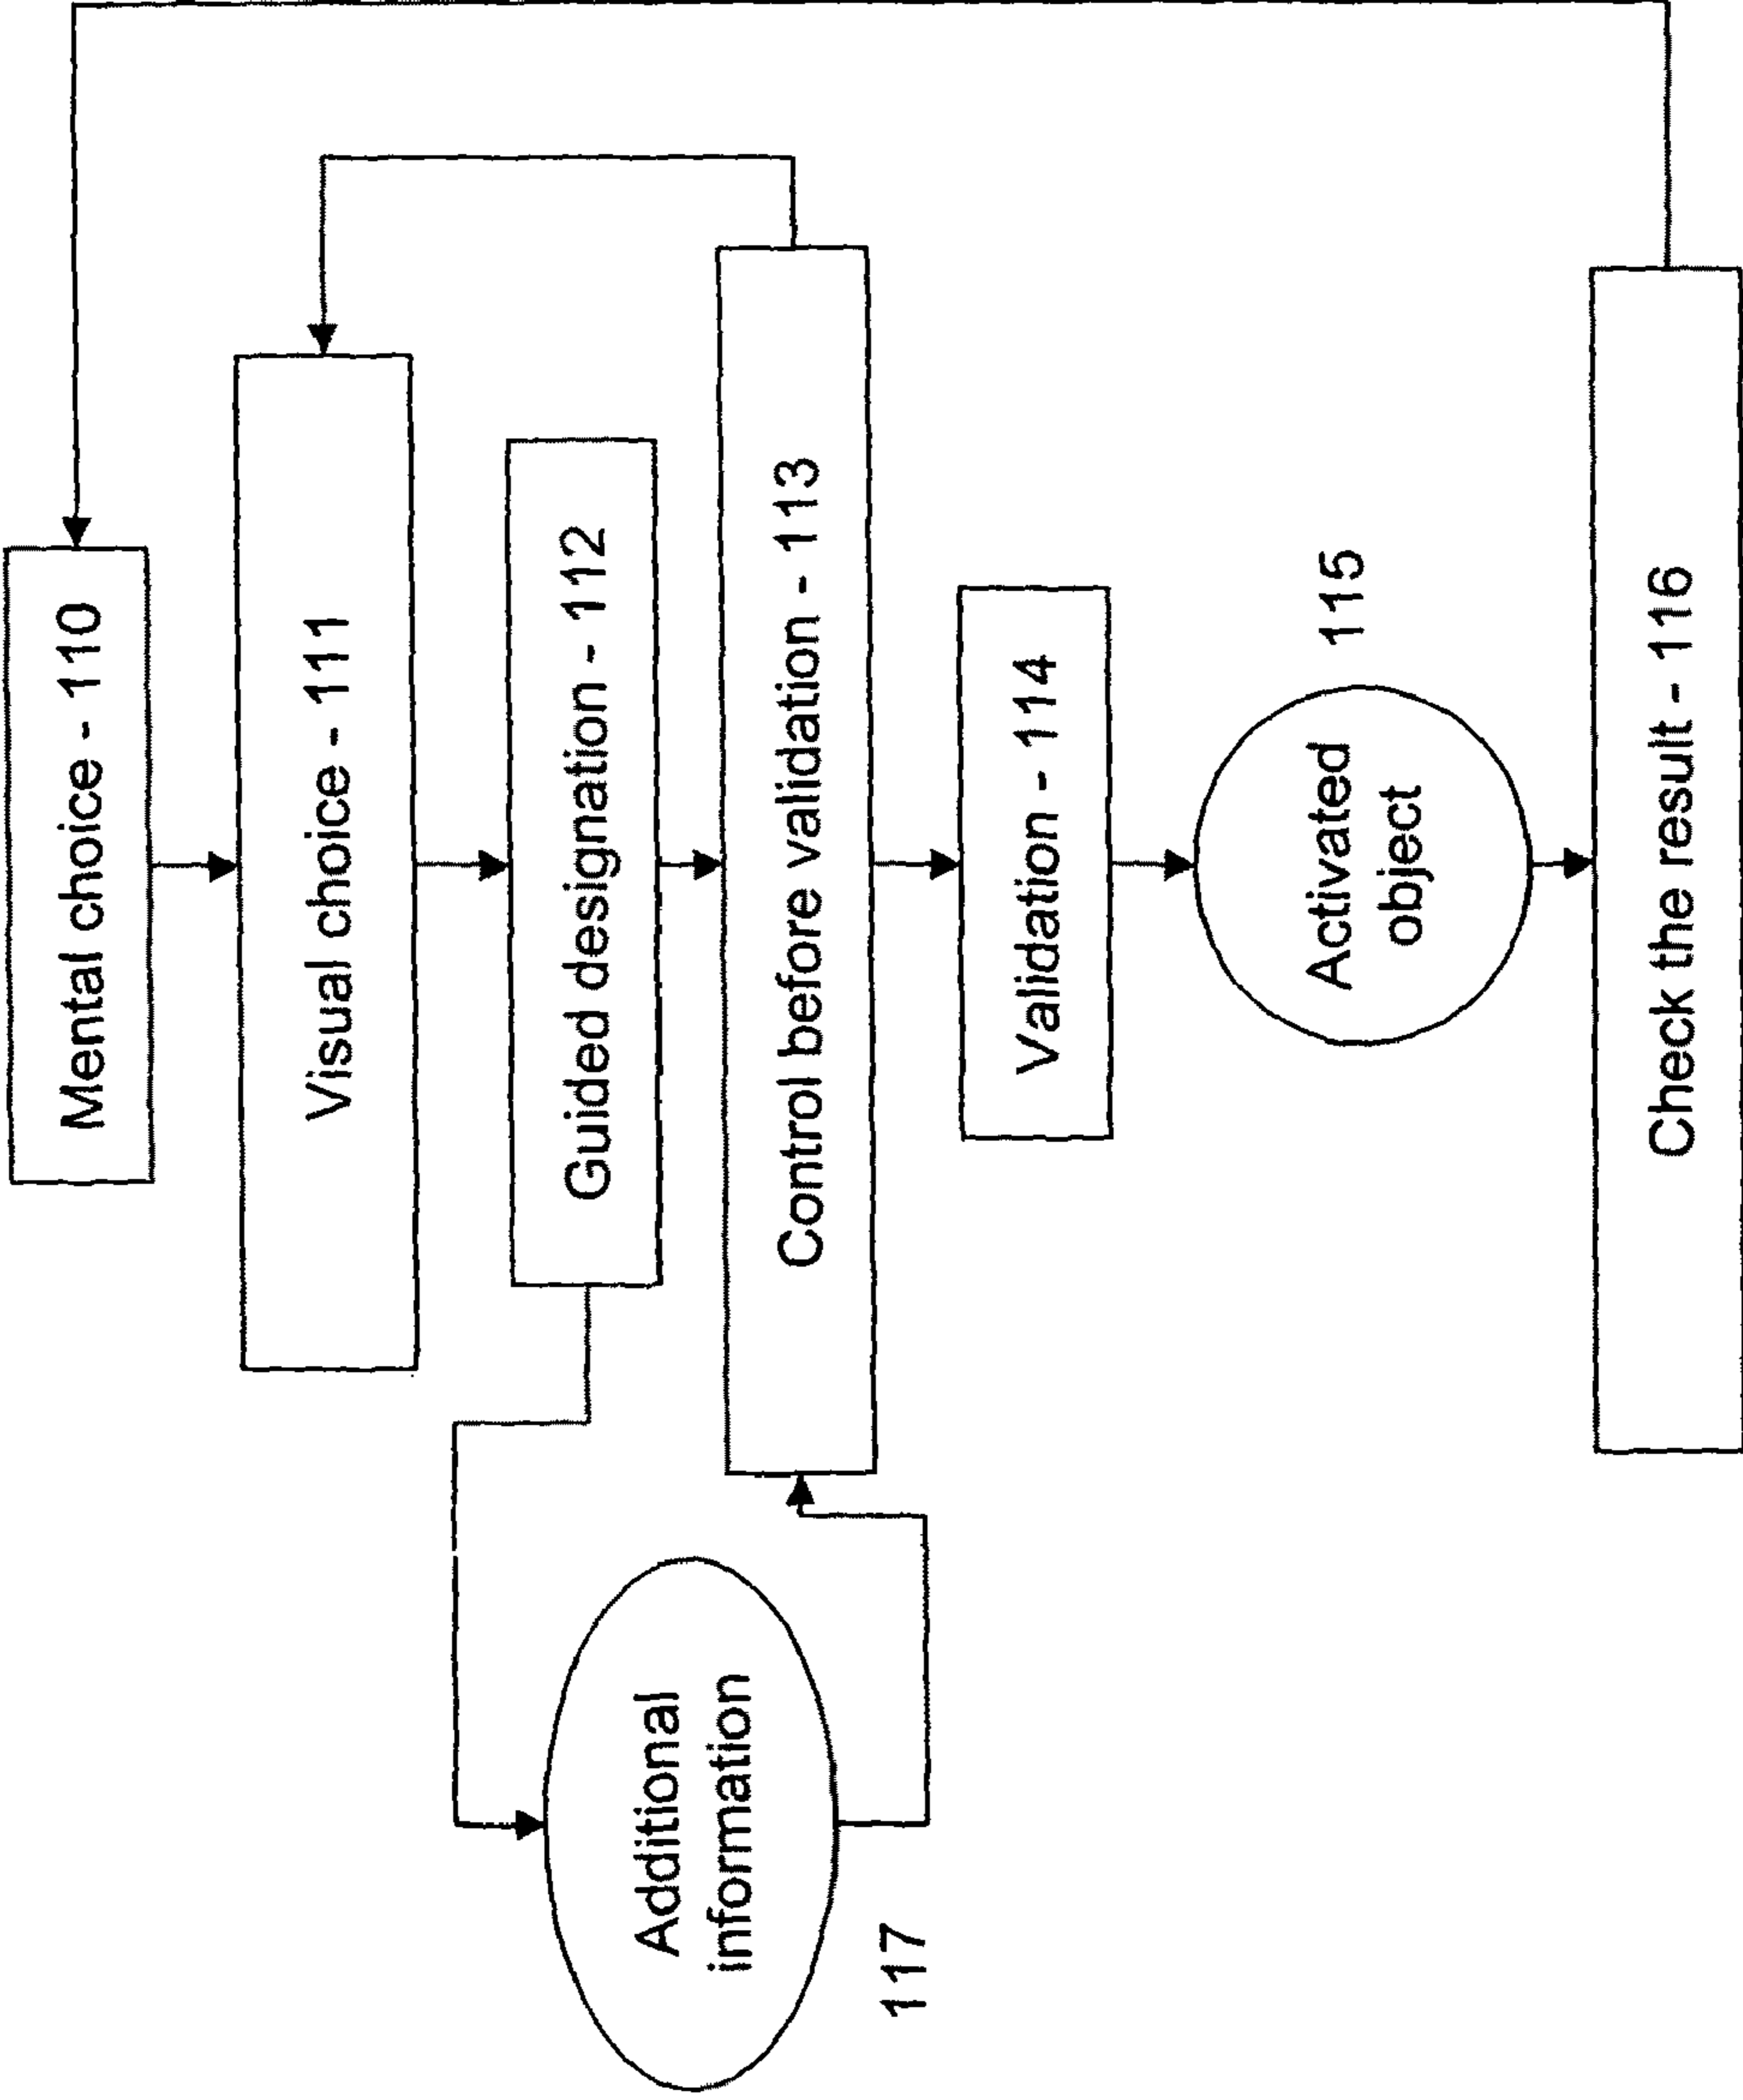 Mental choice - 110
Visual choice - 111
Guided designation - 112
Control before validation - 113
Validation - 114
Activated
object
115
Check the result - 116
Additional
information
117